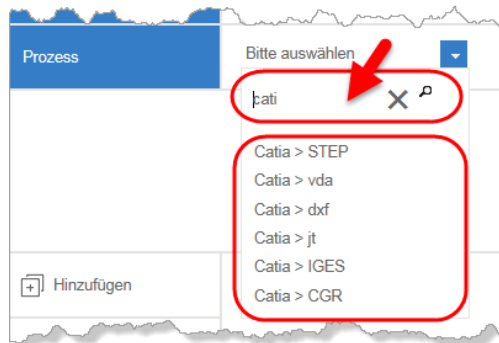 Prozess
Bitte auswählen
cati
Catia > STEP
Catia > vda
Catia > dxf
Catia > jt
Catia > IGES
Catia > CGR
Hinzufügen